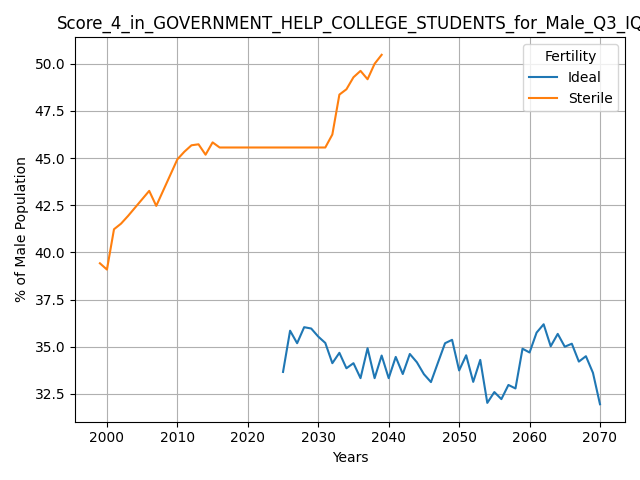 Score_4_in_GOVERNMENT_HELP_COLLEGE_STUDENTS_for_Male_Q3_IQ
Fertility
Ideal
Sterile
% of Male Population
50.0
47.5
45.0
42.5
40.0
37.5
35.0
32.5
2000 2010 2020 2030 2040 2050 2060 2070
Years